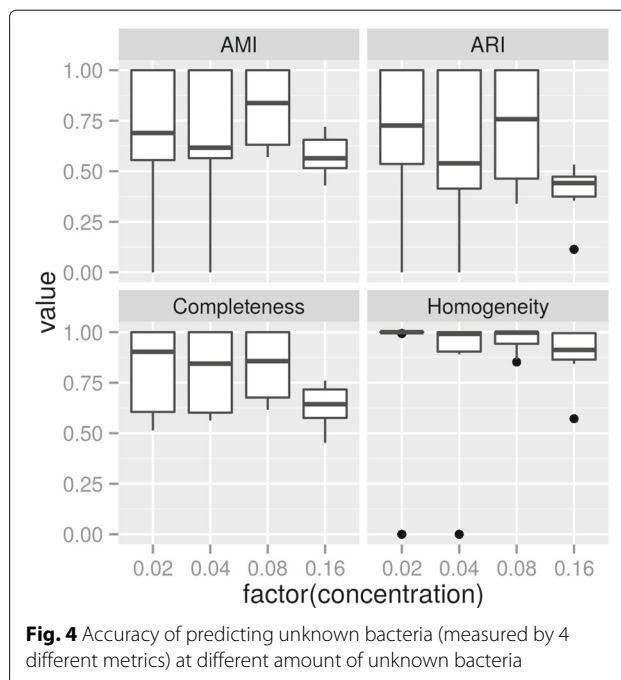 AMI ARI
1.00
0.75
0.50
0.25
0.00
value
Completeness Homogeneity
1.00
0.75
0.50
0.25
0.00
0.02 0.04 0.08 0.16 0.02 0.04 0.08 0.16
factor(concentration)
Fig. 4 Accuracy of predicting unknown bacteria (measured by 4
different metrics) at different amount of unknown bacteria